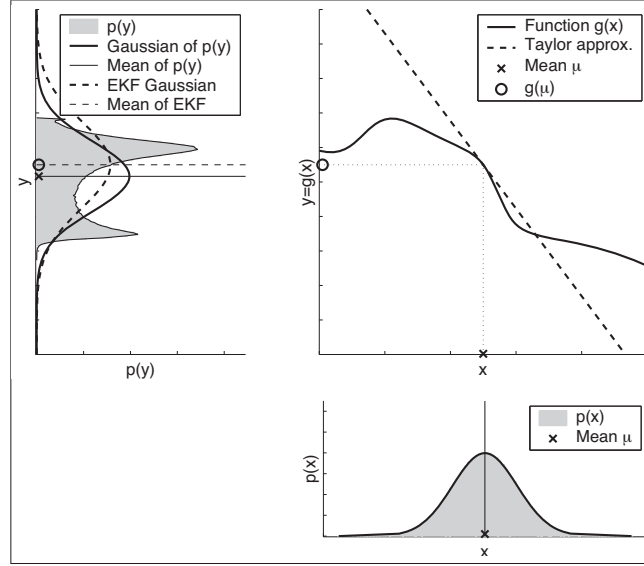 p(y)
Gaussian of p(y)
Mean of p(y)
EKF Gaussian
Mean of EKF
y
p(y)
Function g(x)
Taylor approx.
Mean μ
g(μ)
y=g(x)
x
p(x)
Mean μ
p(x)
x